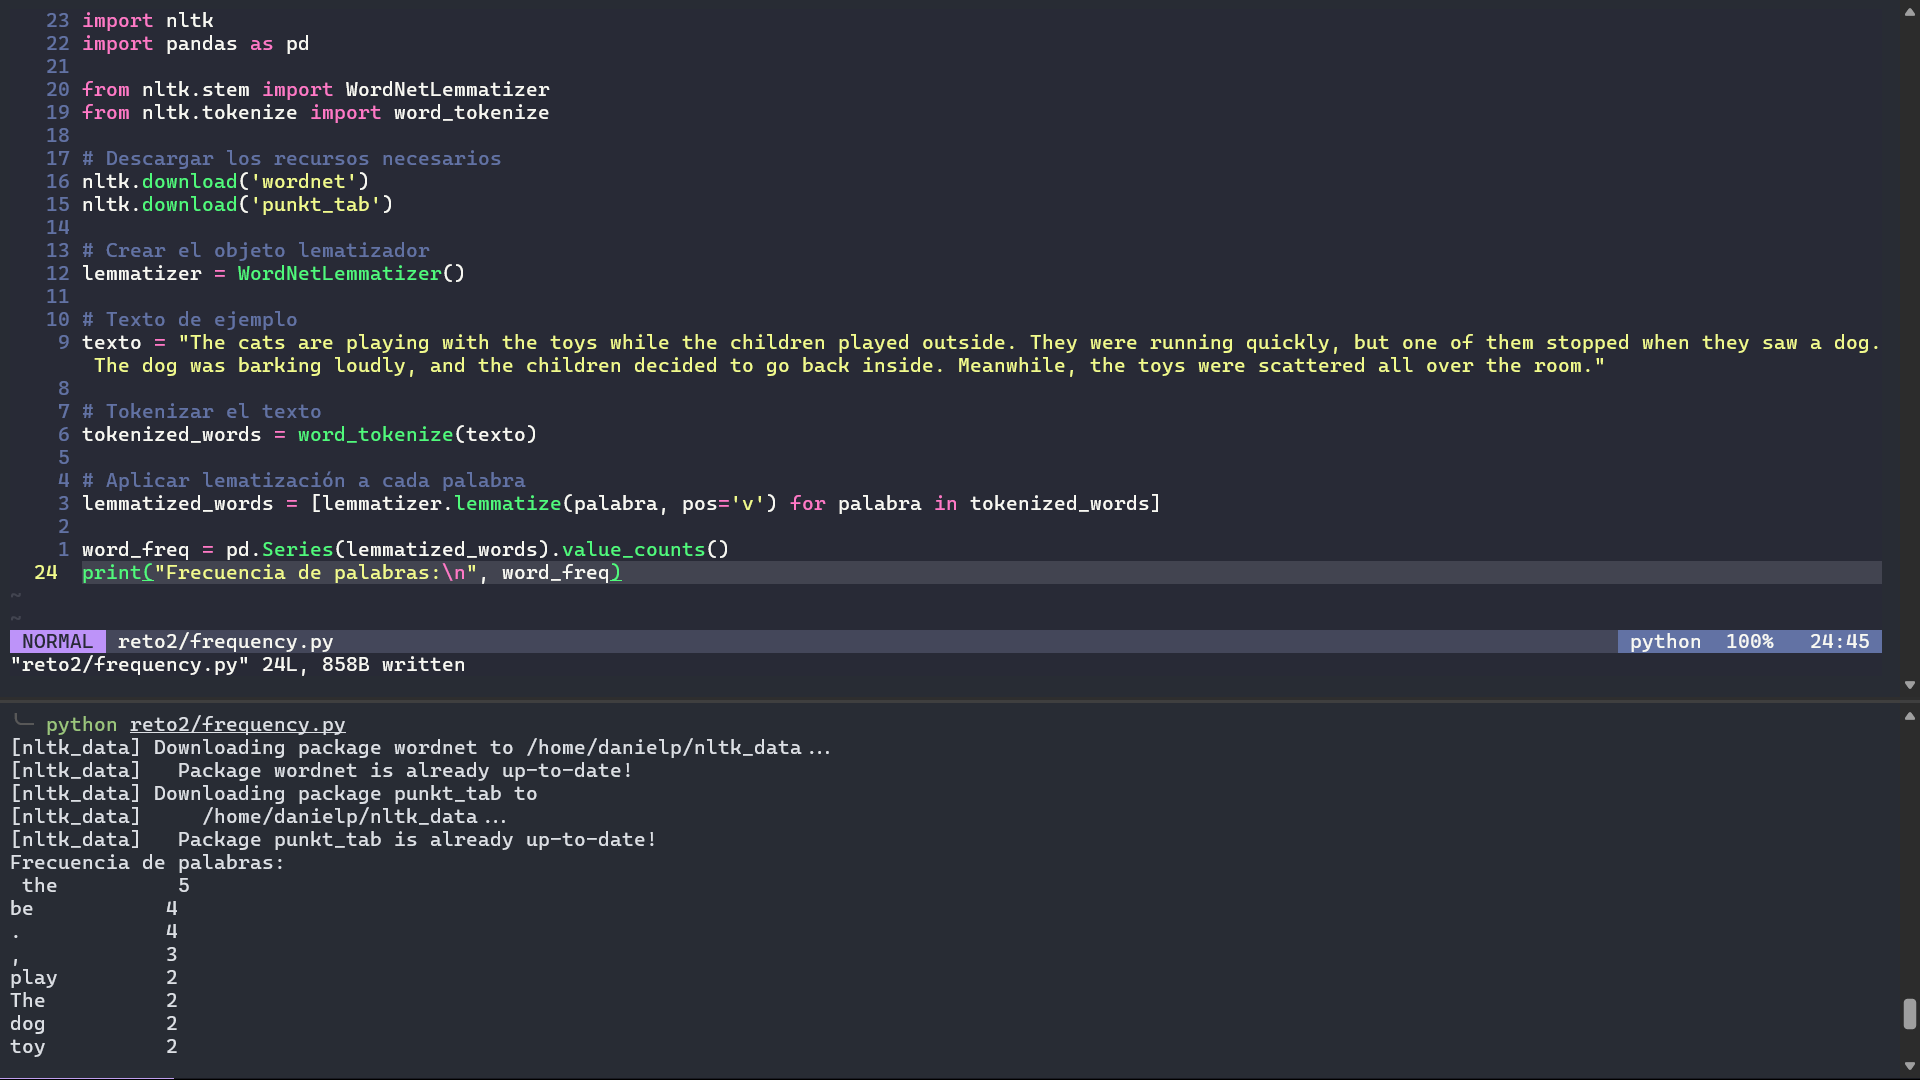 23 import nltk
22 import pandas as pd
21
20 from nltk.stem import WordNetLemmatizer
19 from nltk.tokenize import word_tokenize
18
17 # Descargar los recursos necesarios
16 nltk.download('wordnet')
15 nltk.download('punkt_tab')
14
13 # Crear el objeto lematizador
12 lemmatizer = WordNetLemmatizer()
11
10 # Texto de ejemplo
9 texto = "The cats are playing with the toys while the children played outside. They were running quickly, but one of them stopped when they saw a dog.
The dog was barking loudly, and the children decided to go back inside. Meanwhile, the toys were scattered all over the room."
8
7 # Tokenizar el texto
6 tokenized_words = word_tokenize(texto)
5
4 # Aplicar lematización a cada palabra
3 lemmatized_words = [lemmatizer.lemmatize(palabra, pos='v') for palabra in tokenized_words]
2
1 word_freq = pd.Series(lemmatized_words).value_counts()
24 print("Frecuencia de palabras:\n", word_freq)
~
~
NORMAL reto2/frequency.py python 100% 24:45
"reto2/frequency.py" 24L, 858B written
╰─ python reto2/frequency.py
[nltk_data] Downloading package wordnet to /home/danielp/nltk_data...
[nltk_data]   Package wordnet is already up-to-date!
[nltk_data] Downloading package punkt_tab to
[nltk_data]     /home/danielp/nltk_data...
[nltk_data]   Package punkt_tab is already up-to-date!
Frecuencia de palabras:
the 5
be 4
. 4
, 3
play 2
The 2
dog 2
toy 2